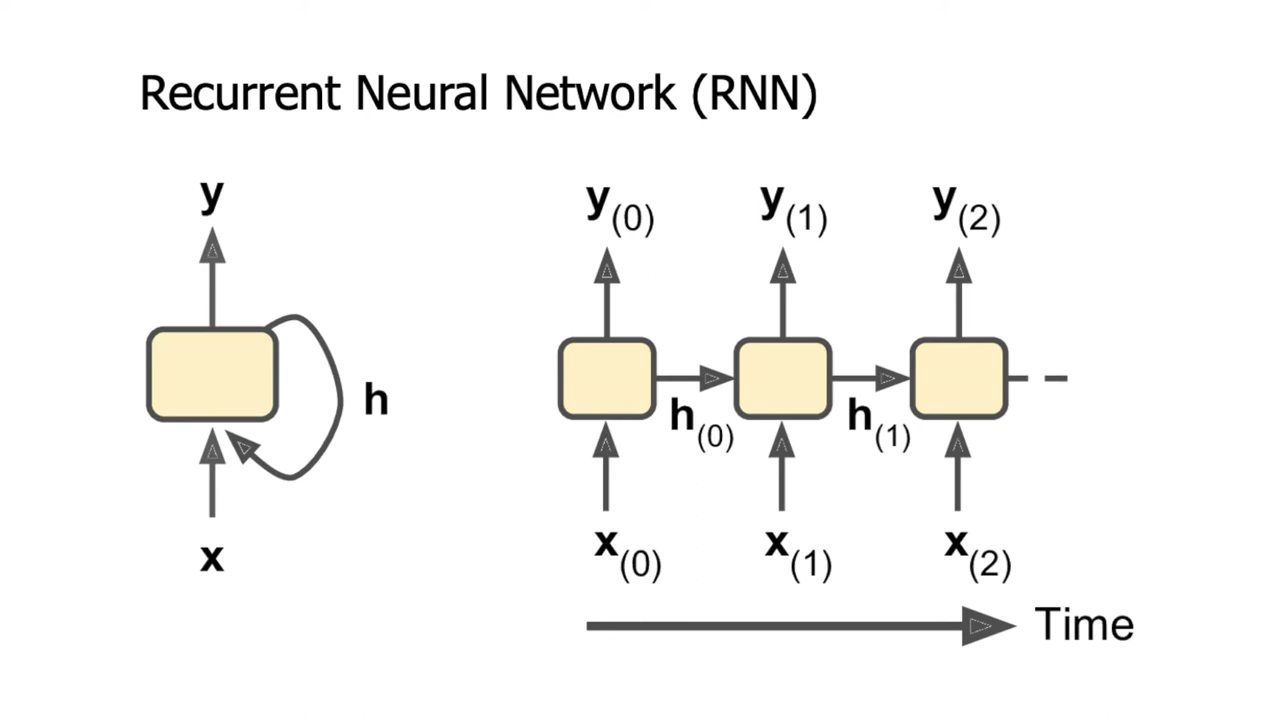 Recurrent Neural Network (RNN)
y
h
x
y(0) y(1) y(2)
h(0) h(1)
x(0) x(1) x(2)
Time